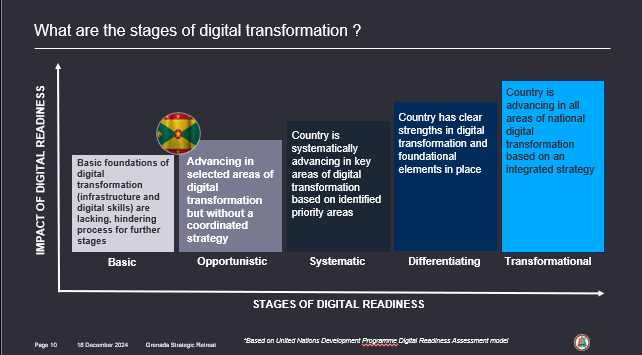 What are the stages of digital transformation ?
IMPACT OF DIGITAL READINESS
Basic foundations of
digital
transformation
(infrastructure and
digital skills) are
lacking, hindering
process for further
stages
Basic
Advancing in
selected areas of
digital
transformation
but without a
coordinated
strategy
Opportunistic
Country is
systematically
advancing in key
areas of digital
transformation
based on identified
priority areas
Systematic
Country has clear
strengths in digital
transformation and
foundational
elements in place
Differentiating
Country is
advancing in all
areas of national
digital
transformation
based on an
integrated strategy
Transformational
STAGES OF DIGITAL READINESS
Page 10 18 December 2024 Grenada Strategic Retreat *Based on United Nations Development Programme Digital Readiness Assessment model